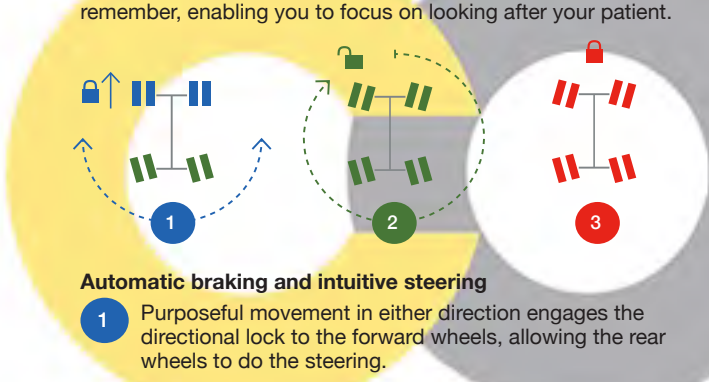 remember, enabling you to focus on looking after your patient.
1
2
3
Automatic braking and intuitive steering
1
Purposeful movement in either direction engages the
directional lock to the forward wheels, allowing the rear
wheels to do the steering.